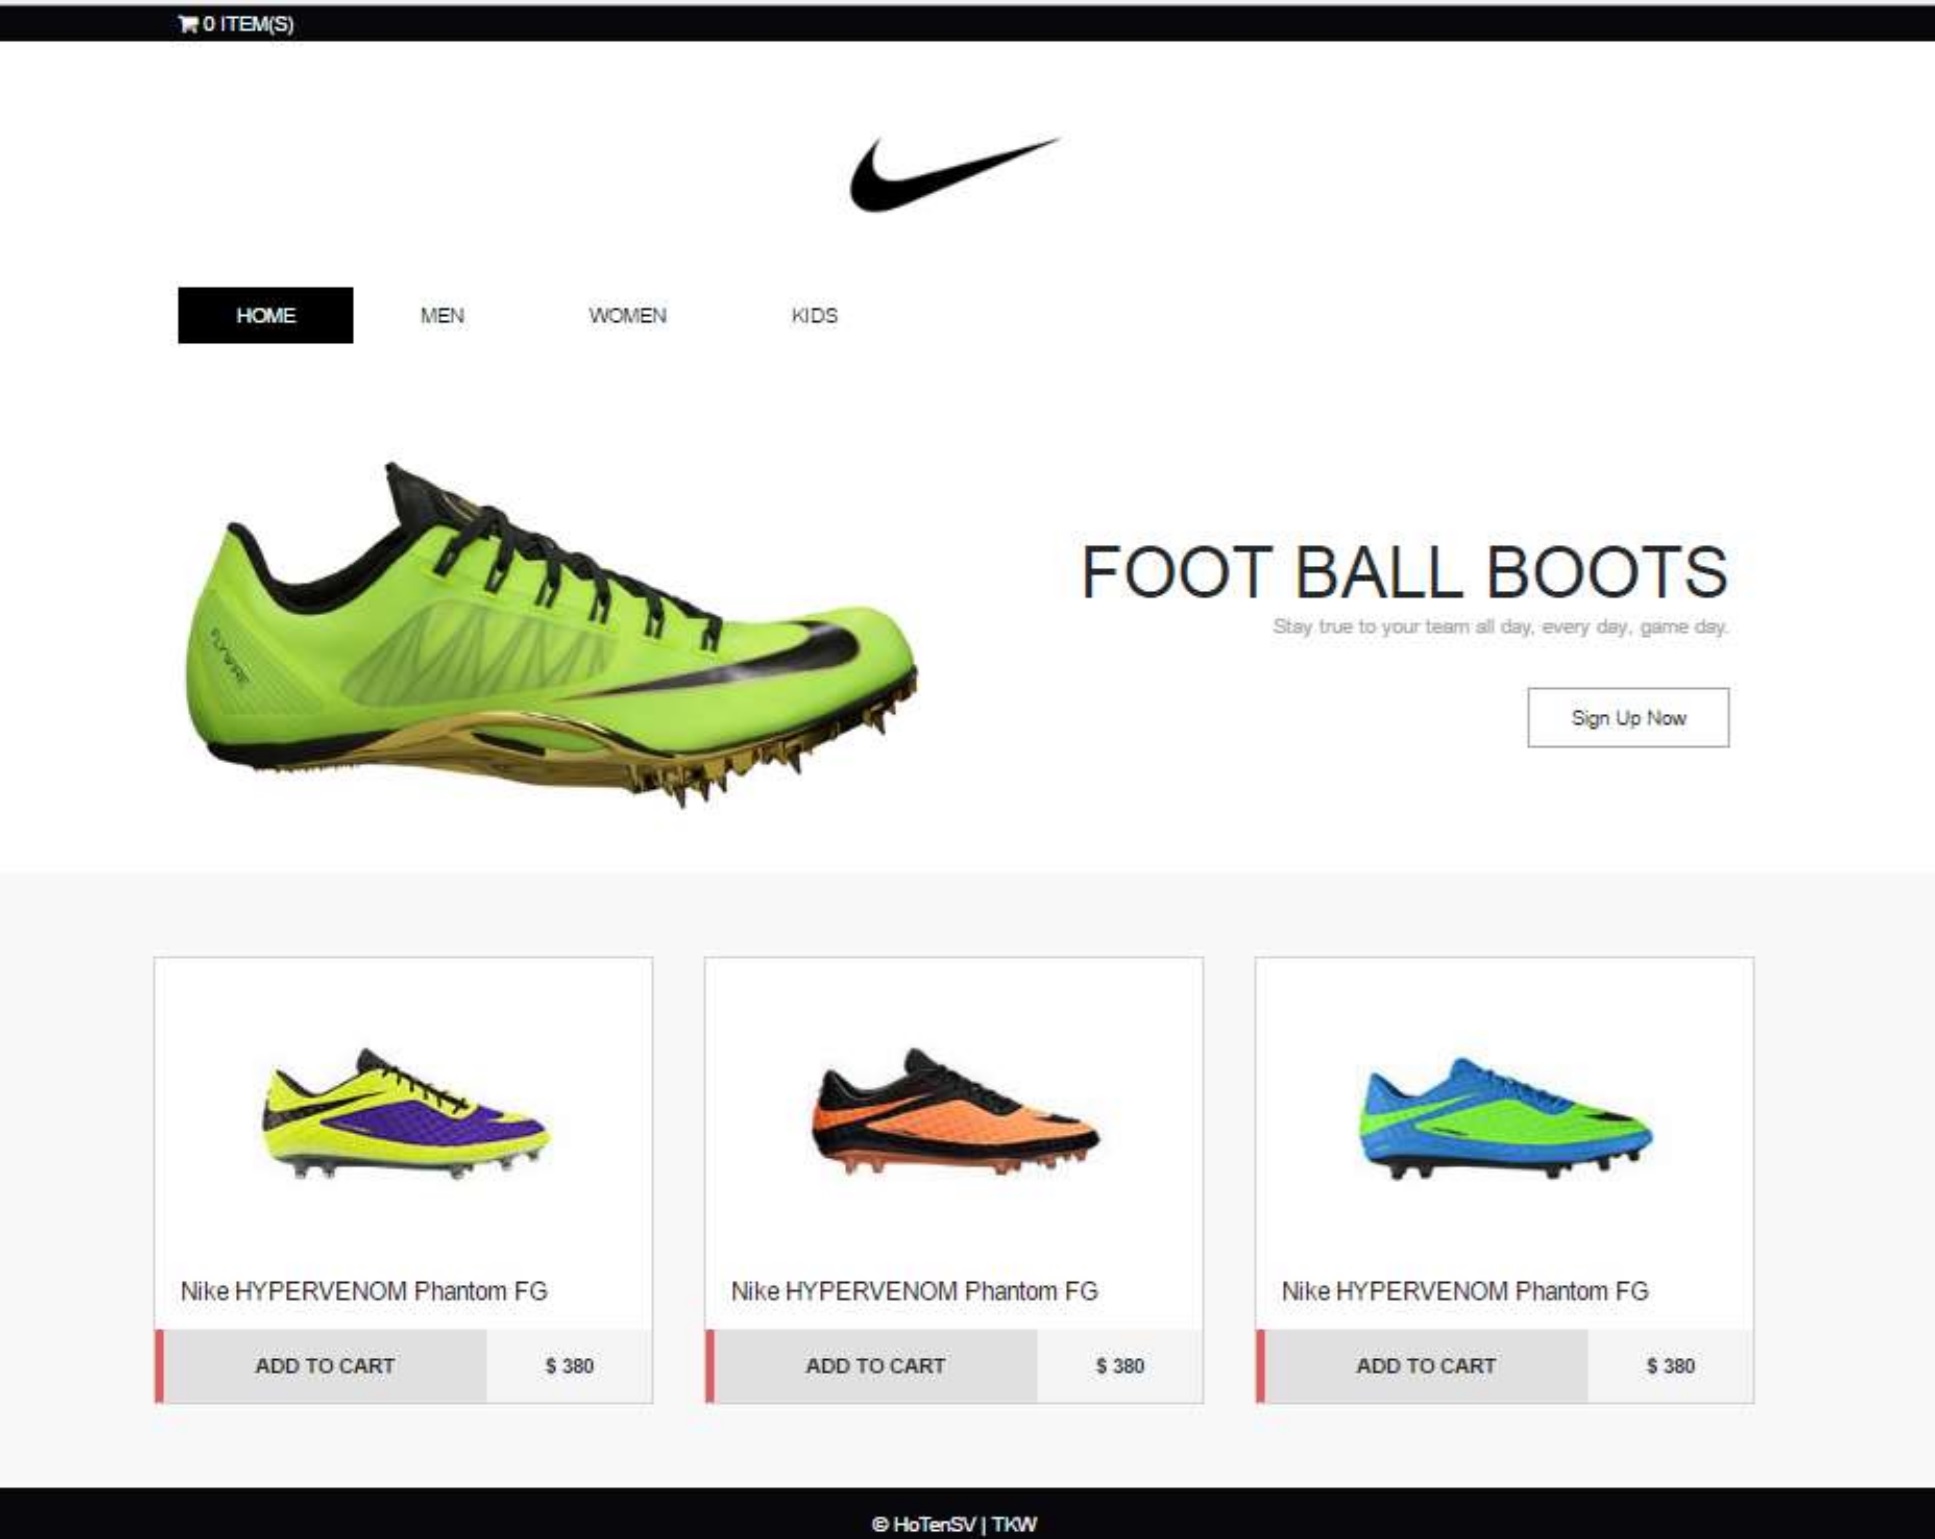 0 ITEM(S)
HOME MEN WOMEN KIDS
FLYWIRE
FOOT BALL BOOTS
Stay true to your team all day, every day, game day.
Sign Up Now
Nike HYPERVENOM Phantom FG
ADD TO CART $ 380
Nike HYPERVENOM Phantom FG
ADD TO CART $ 380
Nike HYPERVENOM Phantom FG
ADD TO CART $ 380
© HoTenSV | TKW